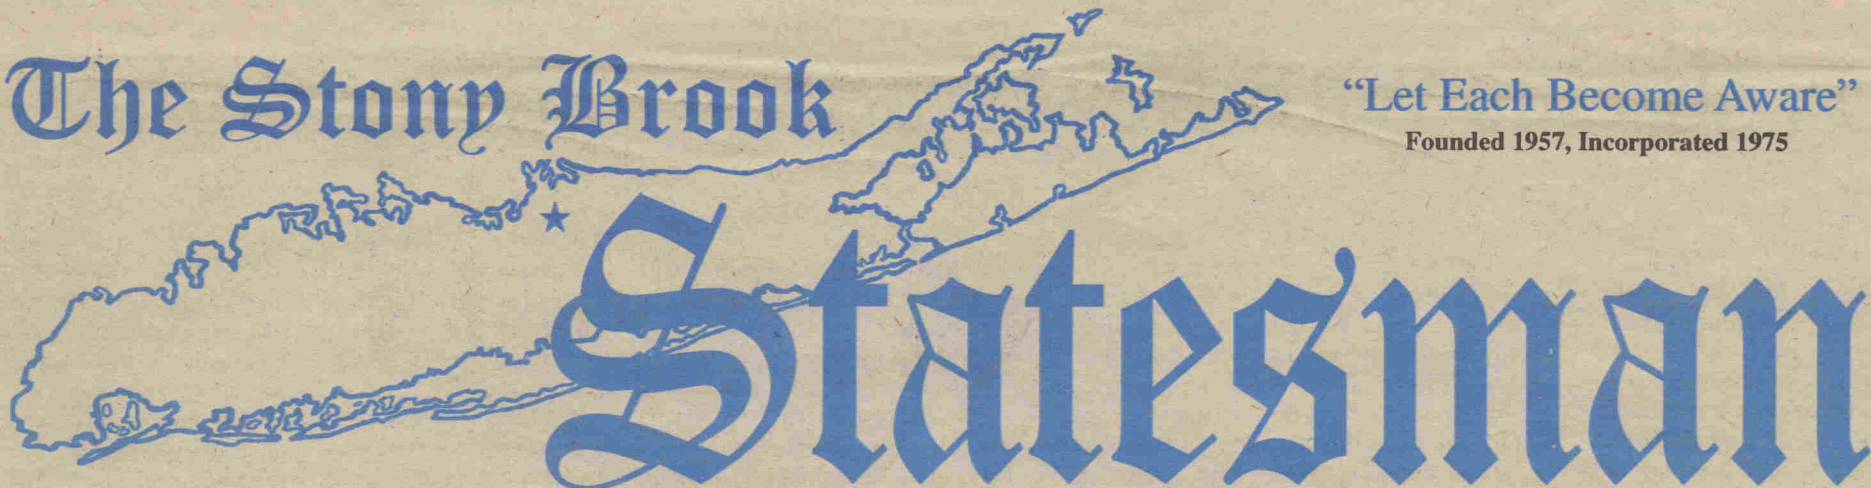 The Stony Brook
Statesman
“Let Each Become Aware”
Founded 1957, Incorporated 1975